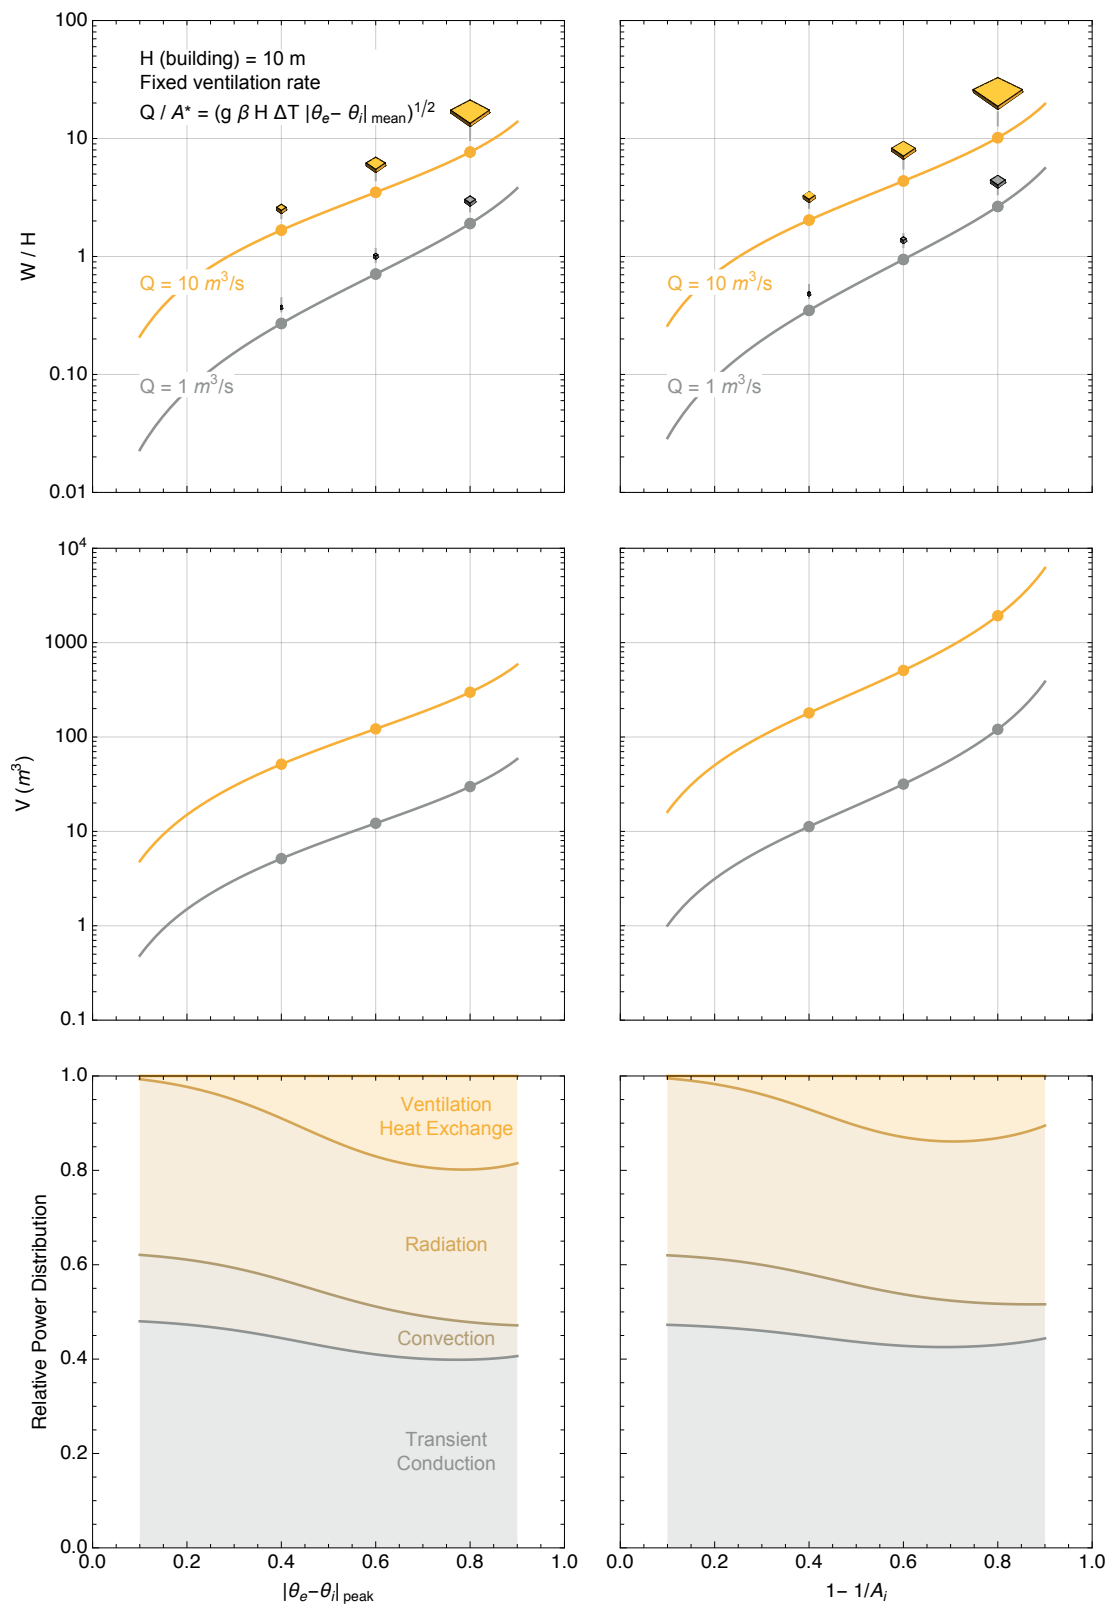 100
H (building) = 10 m
Fixed ventilation rate
Q / A* = (g β H ΔT |θe− θi| mean)1/2
10
W / H
1
Q = 10 m3/s
Q = 10 m3/s
0.10
Q = 1 m3/s
Q = 1 m3/s
0.01
104
1000
100
V (m3)
10
1
0.1
1.0
Ventilation
Heat Exchange
0.8
Relative Power Distribution
Radiation
0.6
Convection
0.4
Transient
Conduction
0.2
0.0
0.0 0.2 0.4 0.6 0.8 1.0
0.0 0.2 0.4 0.6 0.8 1.0
|θe−θi| peak
1− 1/Ai